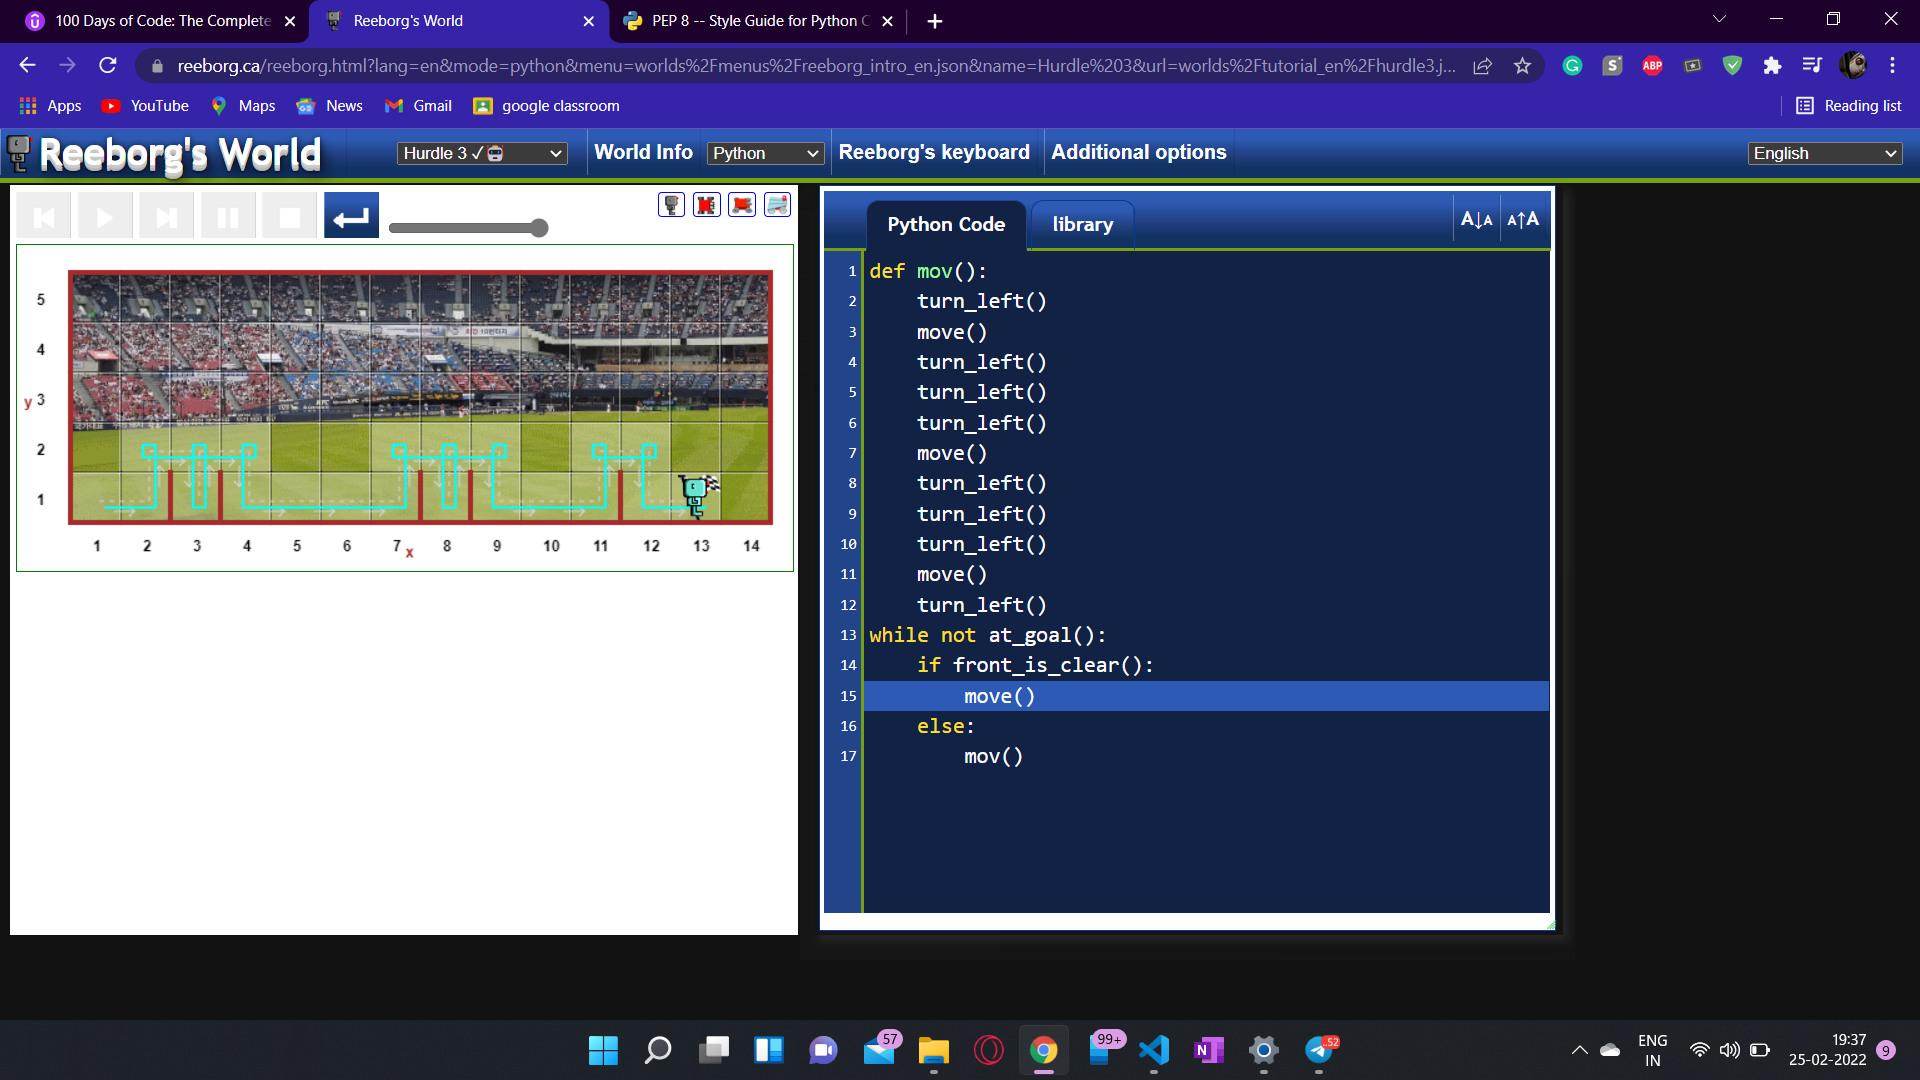 100 Days of Code: The Complete
Reeborg's World
PEP 8 -- Style Guide for Python C
reeborg.ca/reeborg.html?lang=en&mode=python&menu=worlds%2Fmenus%2Freeborg_intro_en.json&name=Hurdle%203&url=worlds%2Ftutorial_en%2Fhurdle3.j...
ABP
Apps
YouTube
Maps
News
Gmail
google classroom
Reading list
Reeborg's World
Hurdle 3 ✓
World Info
Python
Reeborg's keyboard
Additional options
English
Python Code
library
A↓A
A↑A
5
4
y 3
2
1
1 2 3 4 5 6 7 x 8 9 10 11 12 13 14
1 def mov():
2     turn_left()
3     move()
4     turn_left()
5     turn_left()
6     turn_left()
7     move()
8     turn_left()
9     turn_left()
10     turn_left()
11     move()
12     turn_left()
13 while not at_goal():
14     if front_is_clear():
15         move()
16     else:
17         mov()
57
99+
N
ENG
IN
19:37
25-02-2022
9